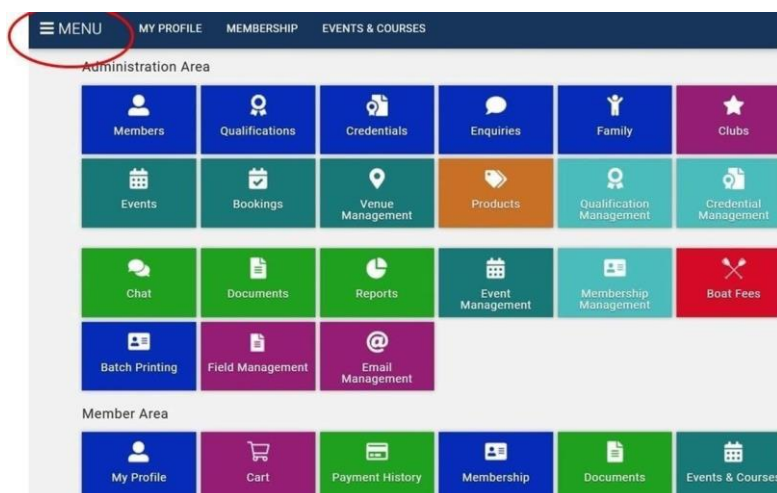 MENU MY PROFILE MEMBERSHIP EVENTS & COURSES
Administration Area
Members Qualifications Credentials Enquiries Family Clubs
Events Bookings Venue Management Products Qualification Management Credential Management
Chat Documents Reports Event Management Membership Management Boat Fees
Batch Printing Field Management Email Management
Member Area
My Profile Cart Payment History Membership Documents Events & Courses